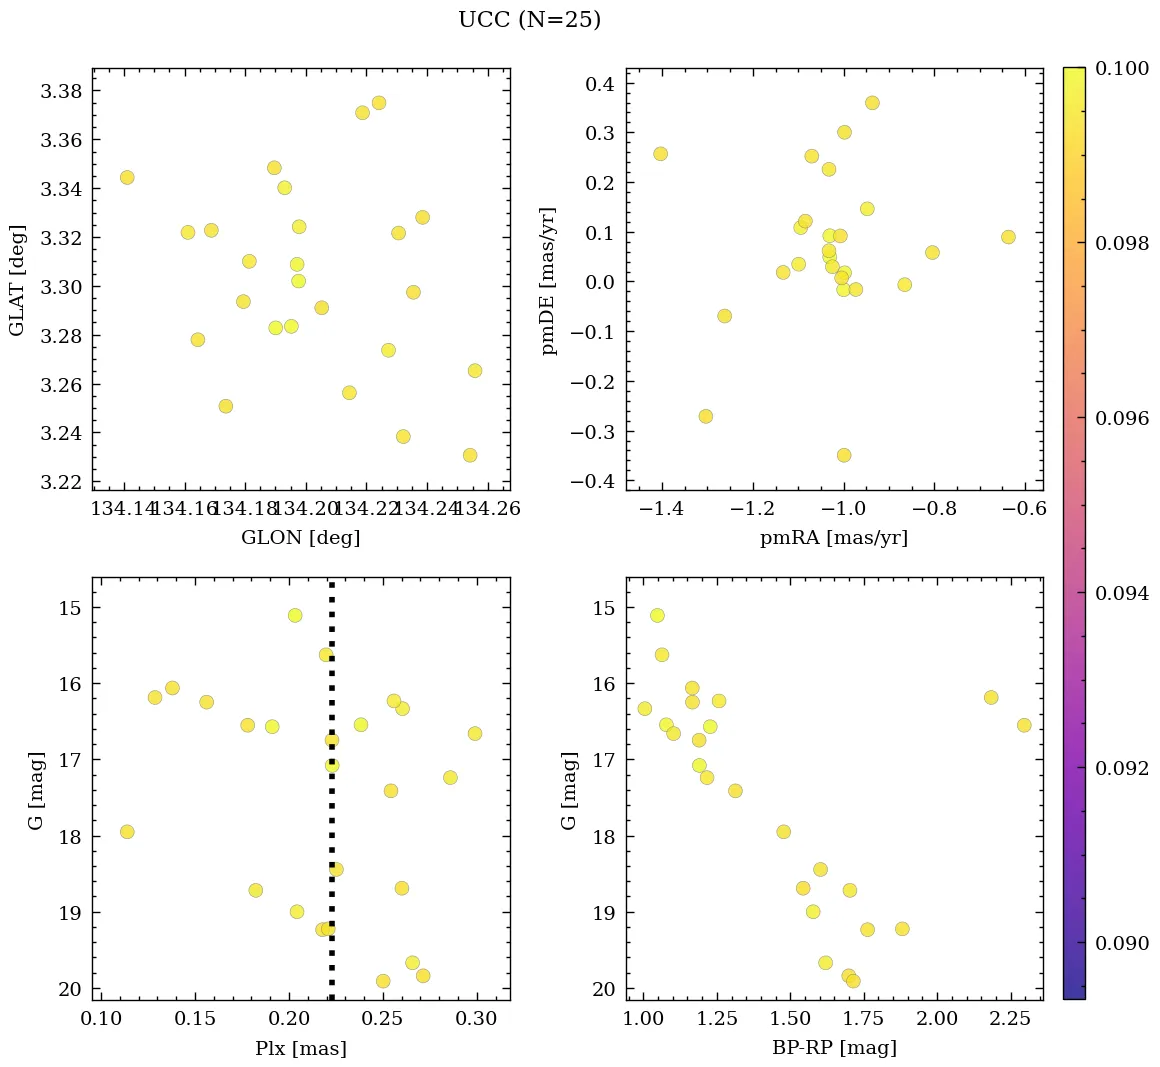 UCC (N=25)
3.38
3.36
3.34
3.32
3.30
3.28
3.26
3.24
3.22
GLAT [deg]
134.14 134.16 134.18 134.20 134.22 134.24 134.26
GLON [deg]
0.4
0.3
0.2
0.1
0.0
−0.1
−0.2
−0.3
−0.4
pmDE [mas/yr]
−1.4 −1.2 −1.0 −0.8 −0.6
pmRA [mas/yr]
15
16
17
18
19
20
G [mag]
0.10 0.15 0.20 0.25 0.30
Plx [mas]
15
16
17
18
19
20
G [mag]
1.00 1.25 1.50 1.75 2.00 2.25
BP-RP [mag]
0.100
0.098
0.096
0.094
0.092
0.090